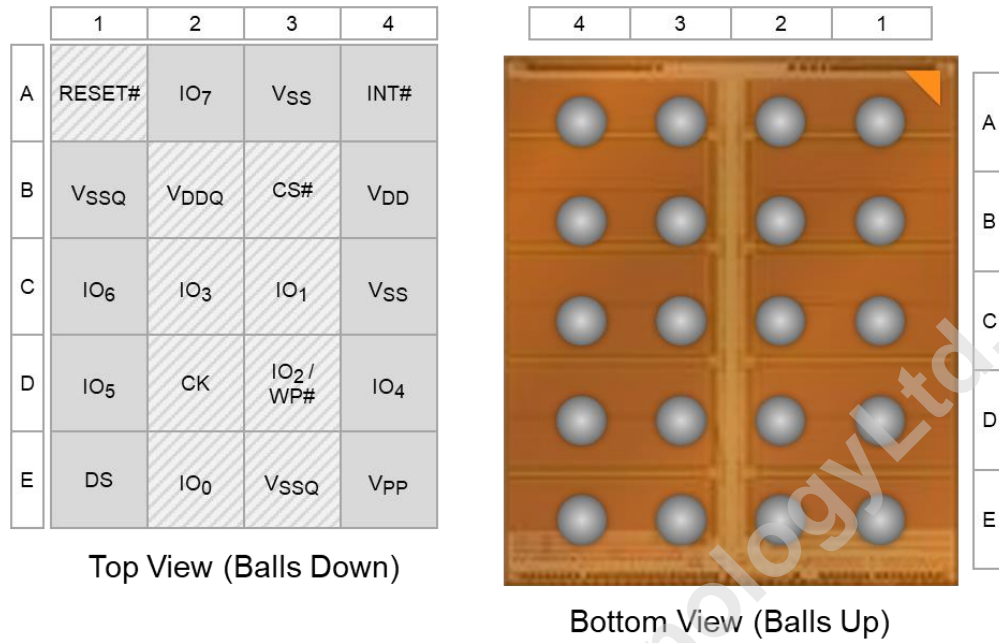 1 2 3 4
A RESET# IO7 VSS INT#
B VSSQ VDDQ CS# VDD
C IO6 IO3 IO1 VSS
D IO5 CK IO2 / WP# IO4
E DS IO0 VSSQ VPP
Top View (Balls Down)
4 3 2 1
A
B
C
D
E
Bottom View (Balls Up)